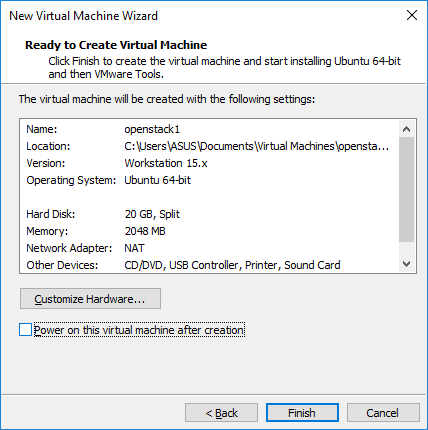 New Virtual Machine Wizard
Ready to Create Virtual Machine
Click Finish to create the virtual machine and start installing Ubuntu 64-bit
and then VMware Tools.
The virtual machine will be created with the following settings:
Name: openstack1
Location: C:\Users\ASUS\Documents\Virtual Machines\opensta...
Version: Workstation 15.x
Operating System: Ubuntu 64-bit
Hard Disk: 20 GB, Split
Memory: 2048 MB
Network Adapter: NAT
Other Devices: CD/DVD, USB Controller, Printer, Sound Card
Customize Hardware...
Power on this virtual machine after creation
< Back Finish Cancel